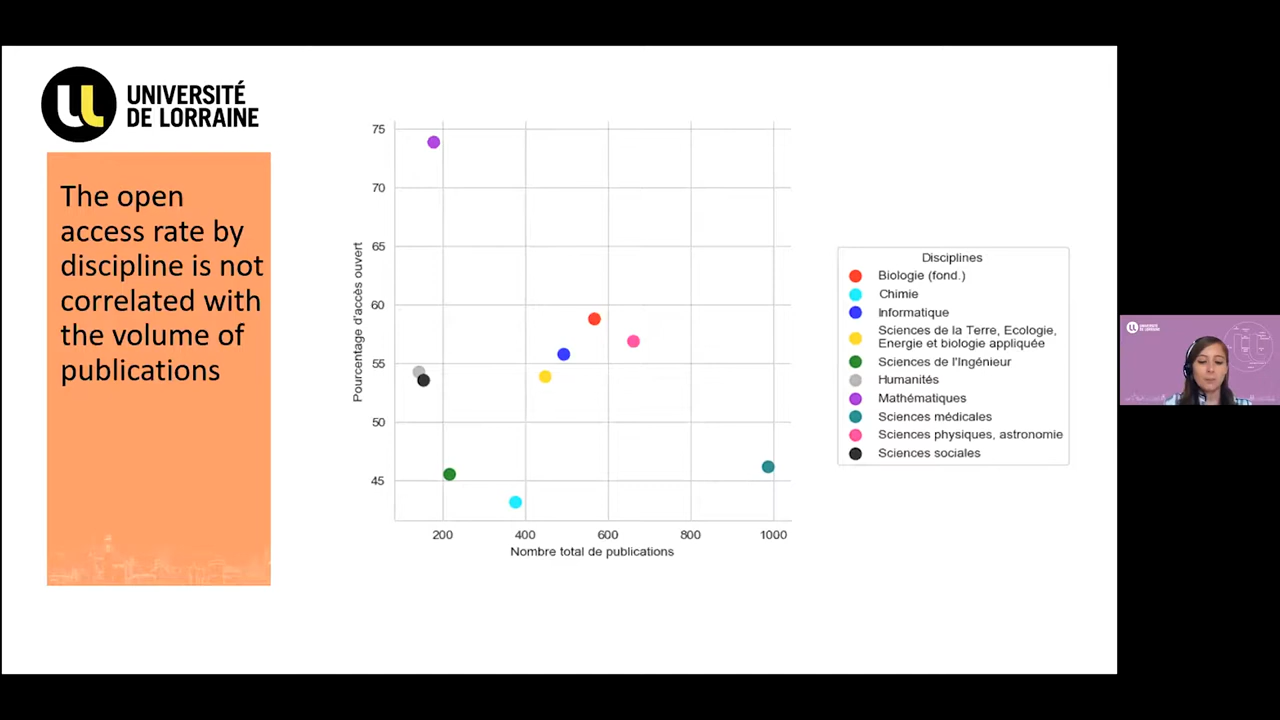 UNIVERSITÉ
DE LORRAINE
The open
access rate by
discipline is not
correlated with
the volume of
publications
Pourcentage d'accès ouvert
75
70
65
60
55
50
45
200
400
600
800
1000
Nombre total de publications
Disciplines
Biologie (fond.)
Chimie
Informatique
Sciences de la Terre, Ecologie,
Energie et biologie appliquée
Sciences de l'Ingénieur
Humanités
Mathématiques
Sciences médicales
Sciences physiques, astronomie
Sciences sociales
UNIVERSITÉ
DE LORRAINE